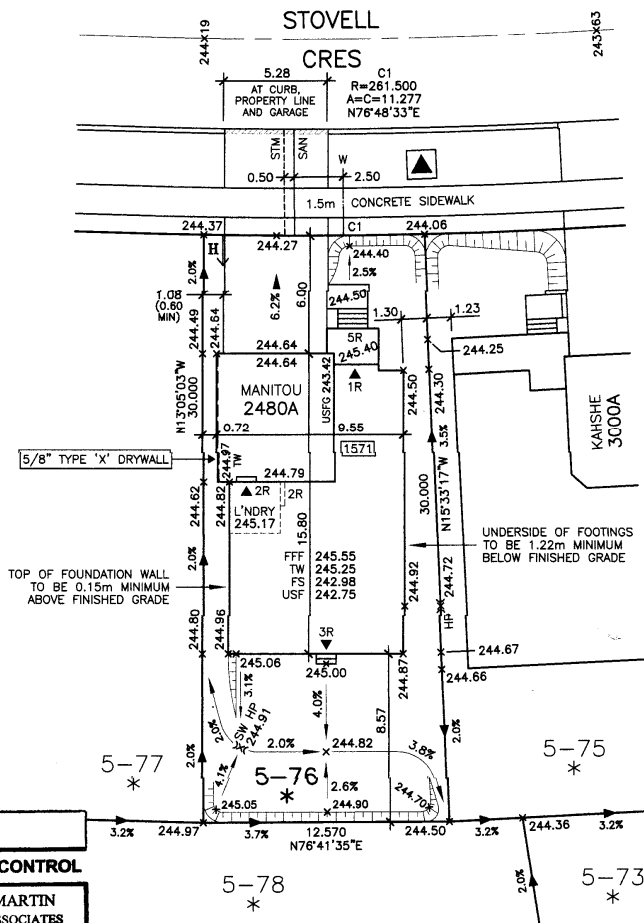 STOVELL
CRES
244×19
243×63
5.28
AT CURB,
PROPERTY LINE
AND GARAGE
C1
R=261.500
A=C=11.277
N76°48'33"E
STM
SAN
W
0.50
2.50
1.5m CONCRETE SIDEWALK
244.37
C1
244.06
244.27
244.40
H
2.0%
2.5%
6.2%
6.00
1.08
(0.60
MIN)
244.50
1.30
1.23
5R
245.40
244.25
244.49
244.64
244.64
244.64
1R
N13°05'03"W
30.000
MANITOU
2480A
USFG 243.42
244.50
244.30
KAHSHE
3000A
0.72
9.55
3.5%
1571
5/8" TYPE 'X' DRYWALL
244.97
TW
244.79
2R
2R
L'NDRY
245.17
30.000
N15°33'17"W
244.62
244.82
15.80
UNDERSIDE OF FOOTINGS
TO BE 1.22m MINIMUM
BELOW FINISHED GRADE
2.0%
FFF 245.55
TW 245.25
FS 242.98
USF 242.75
TOP OF FOUNDATION WALL
TO BE 0.15m MINIMUM
ABOVE FINISHED GRADE
244.92
244.72
HP
244.80
244.96
3R
244.67
245.06
245.00
244.87
244.66
3.1%
4.0%
8.57
2.0%
SW HP
244.91
2.0%
244.82
3.8%
2.0%
2.0%
5-77
5-75
4.1%
5-76
2.6%
245.05
244.90
244.70
3.2%
244.97
3.7%
12.570
244.50
3.2%
244.36
3.2%
N76°41'35"E
CONTROL
5-78
2.0%
5-73
MARTIN
SSOCIATES